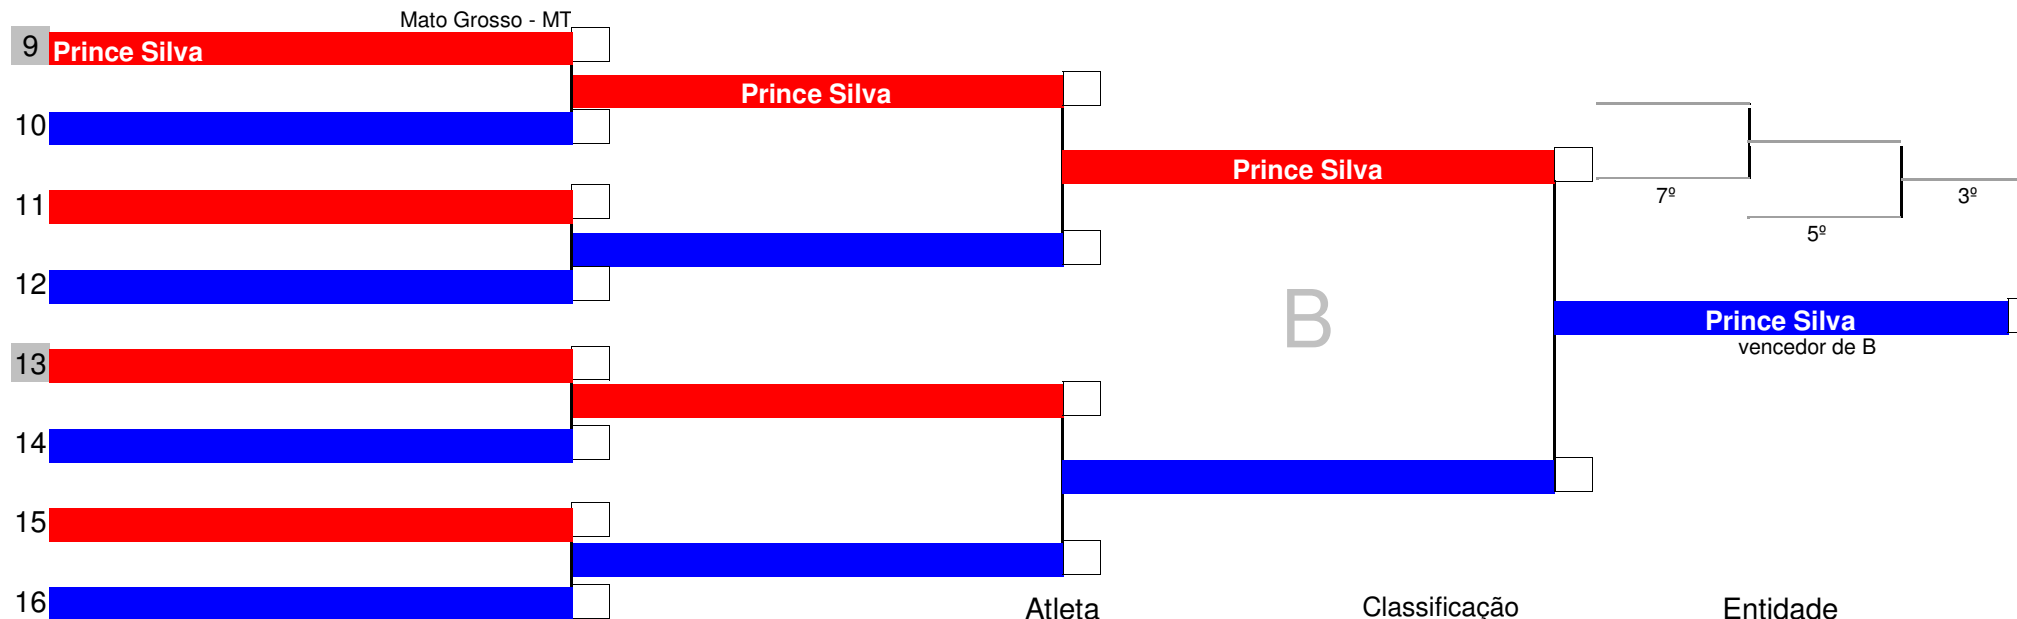 Mato Grosso - MT
9 Prince Silva
Prince Silva
10
Prince Silva
11
7º
3º
5º
12
B
Prince Silva
vencedor de B
13
14
15
16
Atleta
Classificação
Entidade